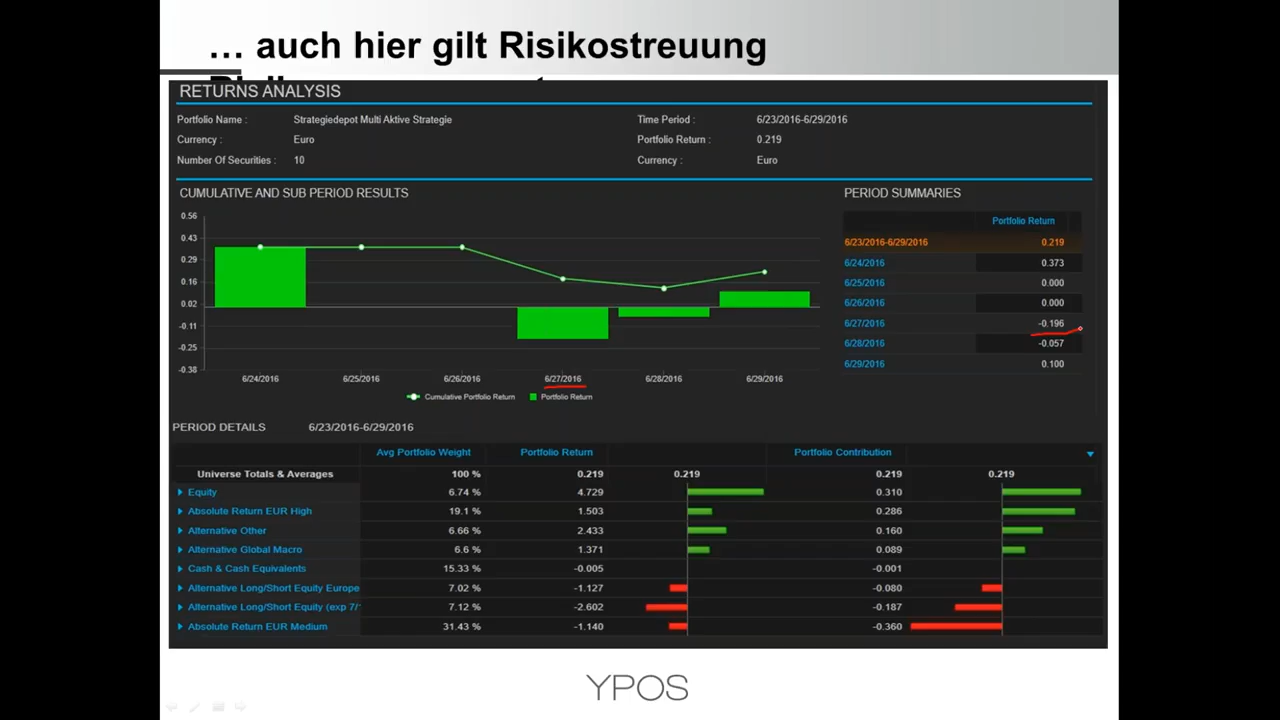 … auch hier gilt Risikostreuung
RETURNS ANALYSIS
Portfolio Name : Strategiedepot Multi Aktive Strategie Time Period : 6/23/2016-6/29/2016
Currency : Euro Portfolio Return : 0.219
Number Of Securities : 10 Currency : Euro
CUMULATIVE AND SUB PERIOD RESULTS
0.56
0.43
0.29
0.16
0.02
-0.11
-0.25
-0.38
6/24/2016 6/25/2016 6/26/2016 6/27/2016 6/28/2016 6/29/2016
Cumulative Portfolio Return Portfolio Return
PERIOD SUMMARIES
Portfolio Return
6/23/2016-6/29/2016 0.219
6/24/2016 0.373
6/25/2016 0.000
6/26/2016 0.000
6/27/2016 -0.196
6/28/2016 -0.057
6/29/2016 0.100
PERIOD DETAILS 6/23/2016-6/29/2016
Avg Portfolio Weight Portfolio Return Portfolio Contribution
Universe Totals & Averages 100 % 0.219 0.219 0.219 0.219
Equity 6.74 % 4.729 0.310
Absolute Return EUR High 19.1 % 1.503 0.286
Alternative Other 6.66 % 2.433 0.160
Alternative Global Macro 6.6 % 1.371 0.089
Cash & Cash Equivalents 15.33 % -0.005 -0.001
Alternative Long/Short Equity Europe 7.02 % -1.127 -0.080
Alternative Long/Short Equity (exp 7/ 7.12 % -2.602 -0.187
Absolute Return EUR Medium 31.43 % -1.140 -0.360
YPOS